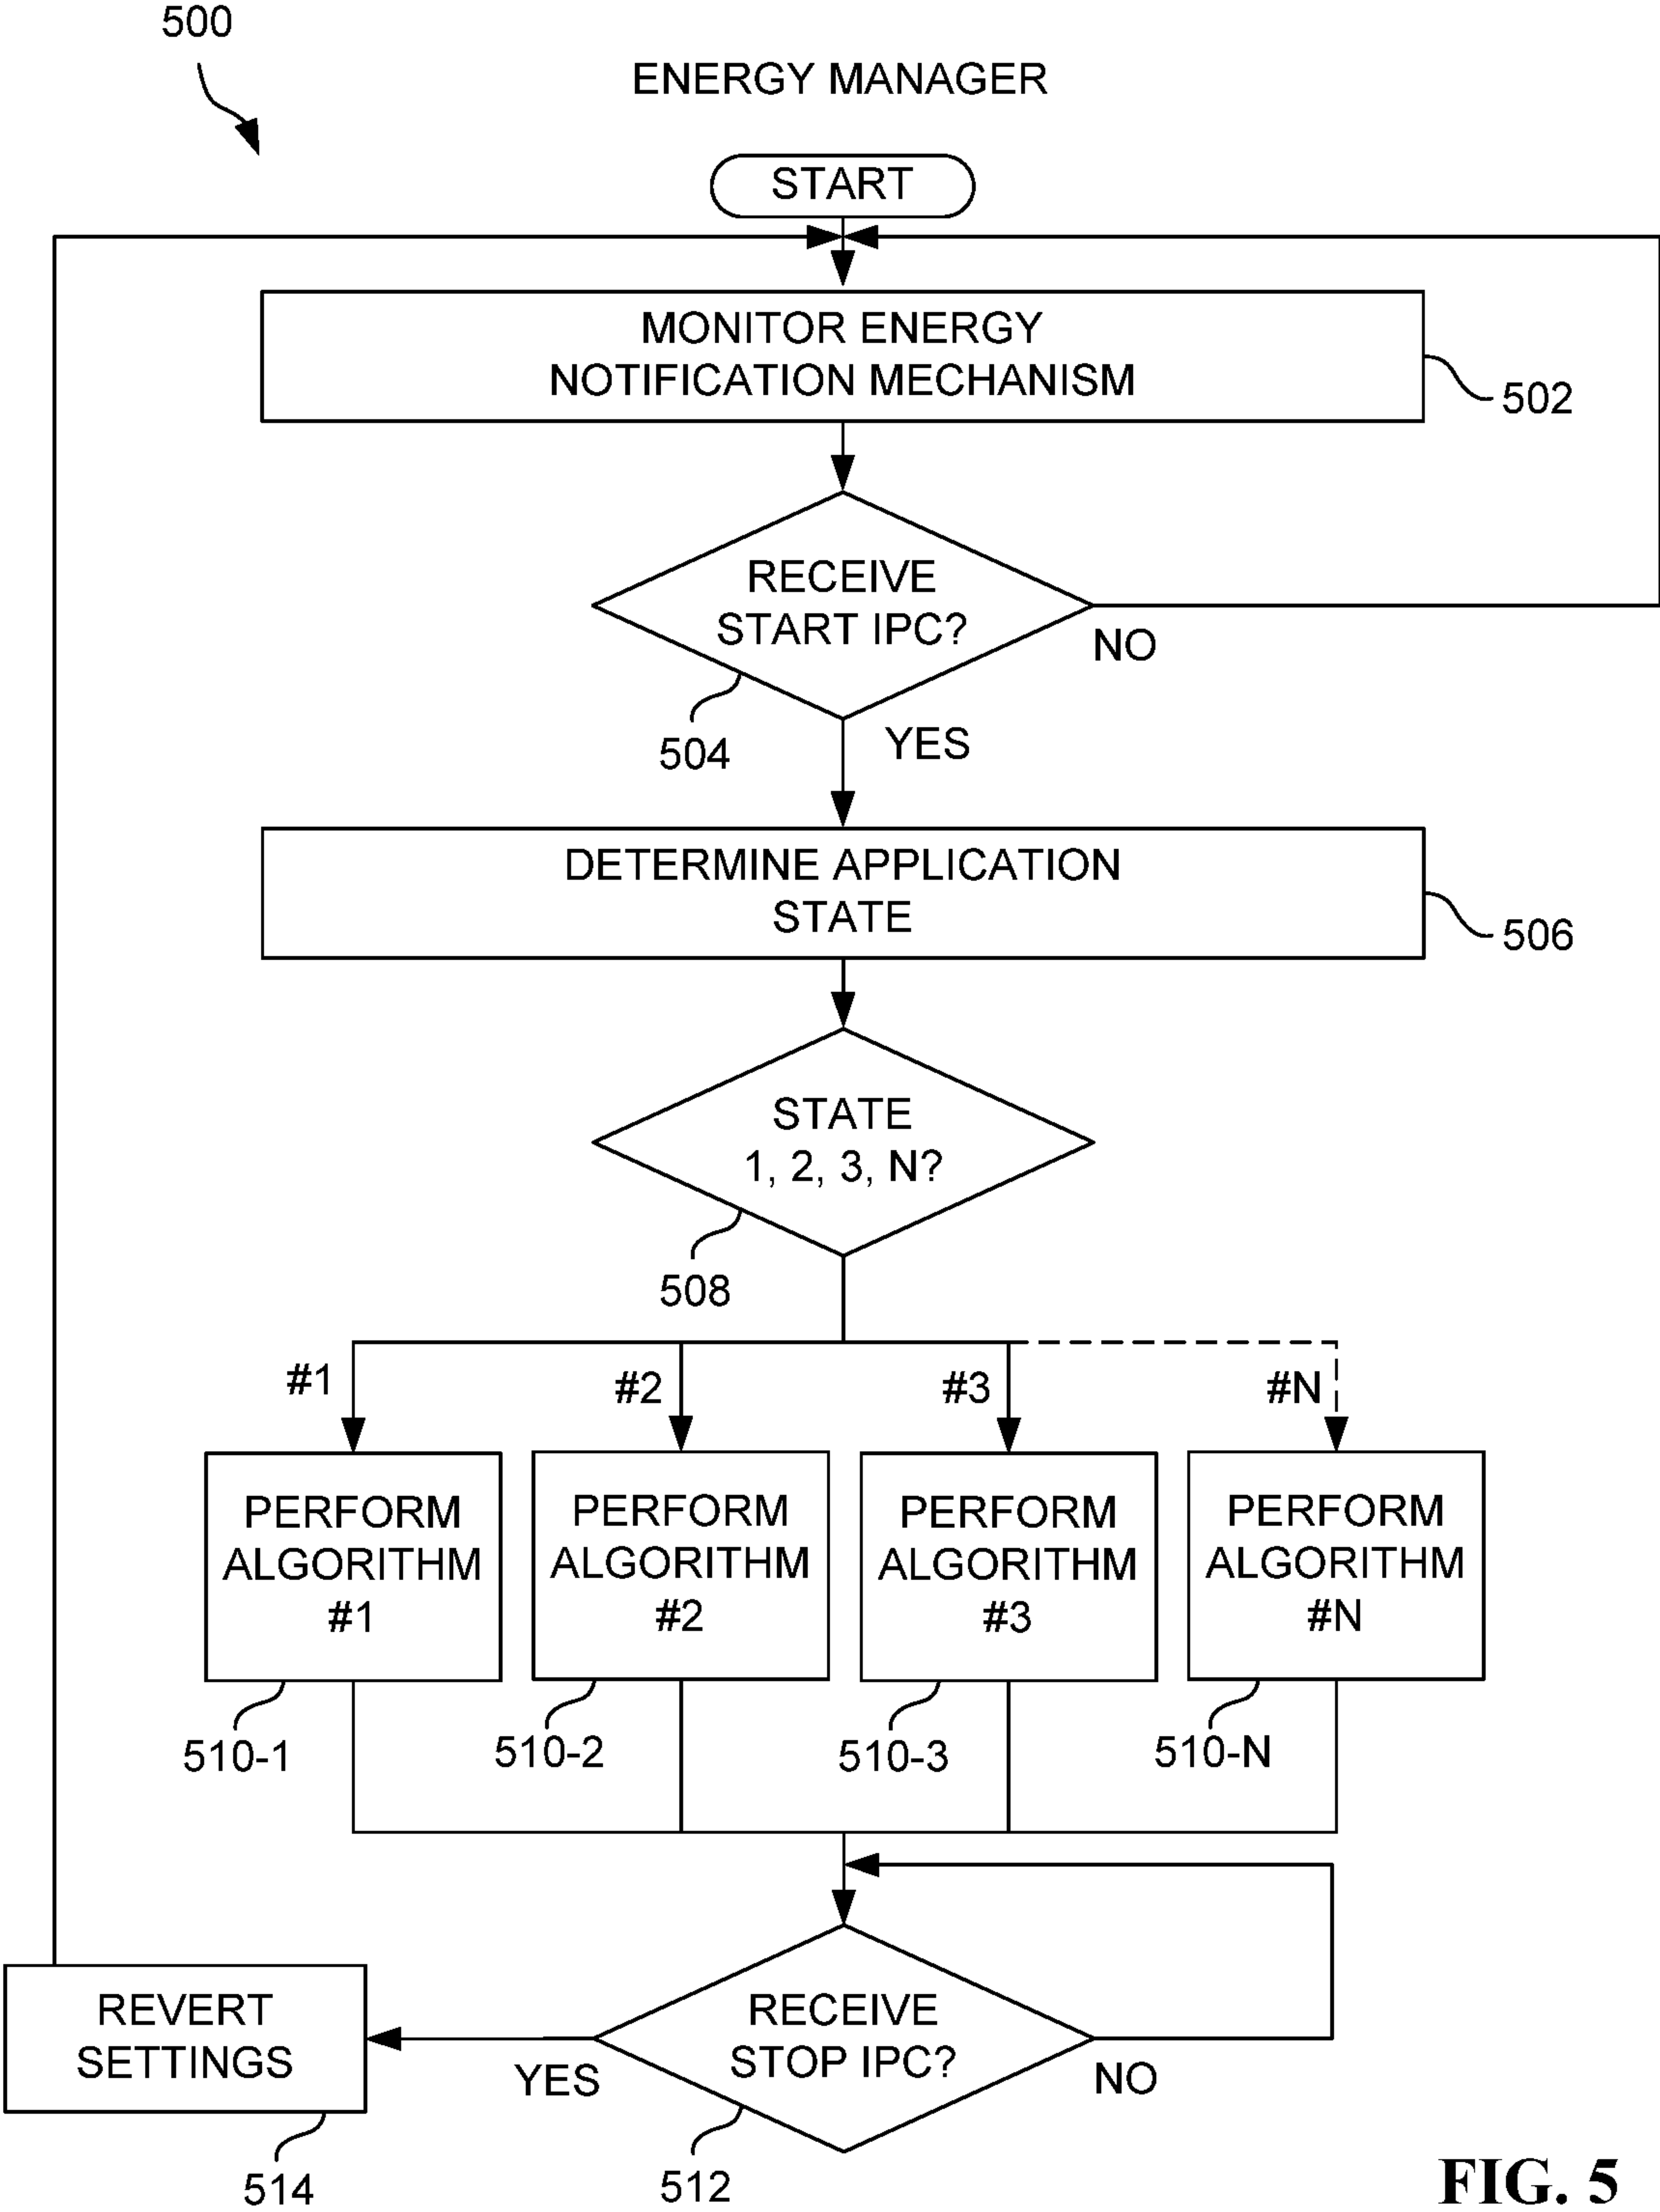 500
ENERGY MANAGER
START
MONITOR ENERGY
NOTIFICATION MECHANISM
502
RECEIVE
START IPC?
NO
504
YES
DETERMINE APPLICATION
STATE
506
STATE
1, 2, 3, N?
508
#1
#2
#3
#N
PERFORM
ALGORITHM
#1
PERFORM
ALGORITHM
#2
PERFORM
ALGORITHM
#3
PERFORM
ALGORITHM
#N
510-1
510-2
510-3
510-N
REVERT
SETTINGS
YES
RECEIVE
STOP IPC?
NO
514
512
FIG. 5